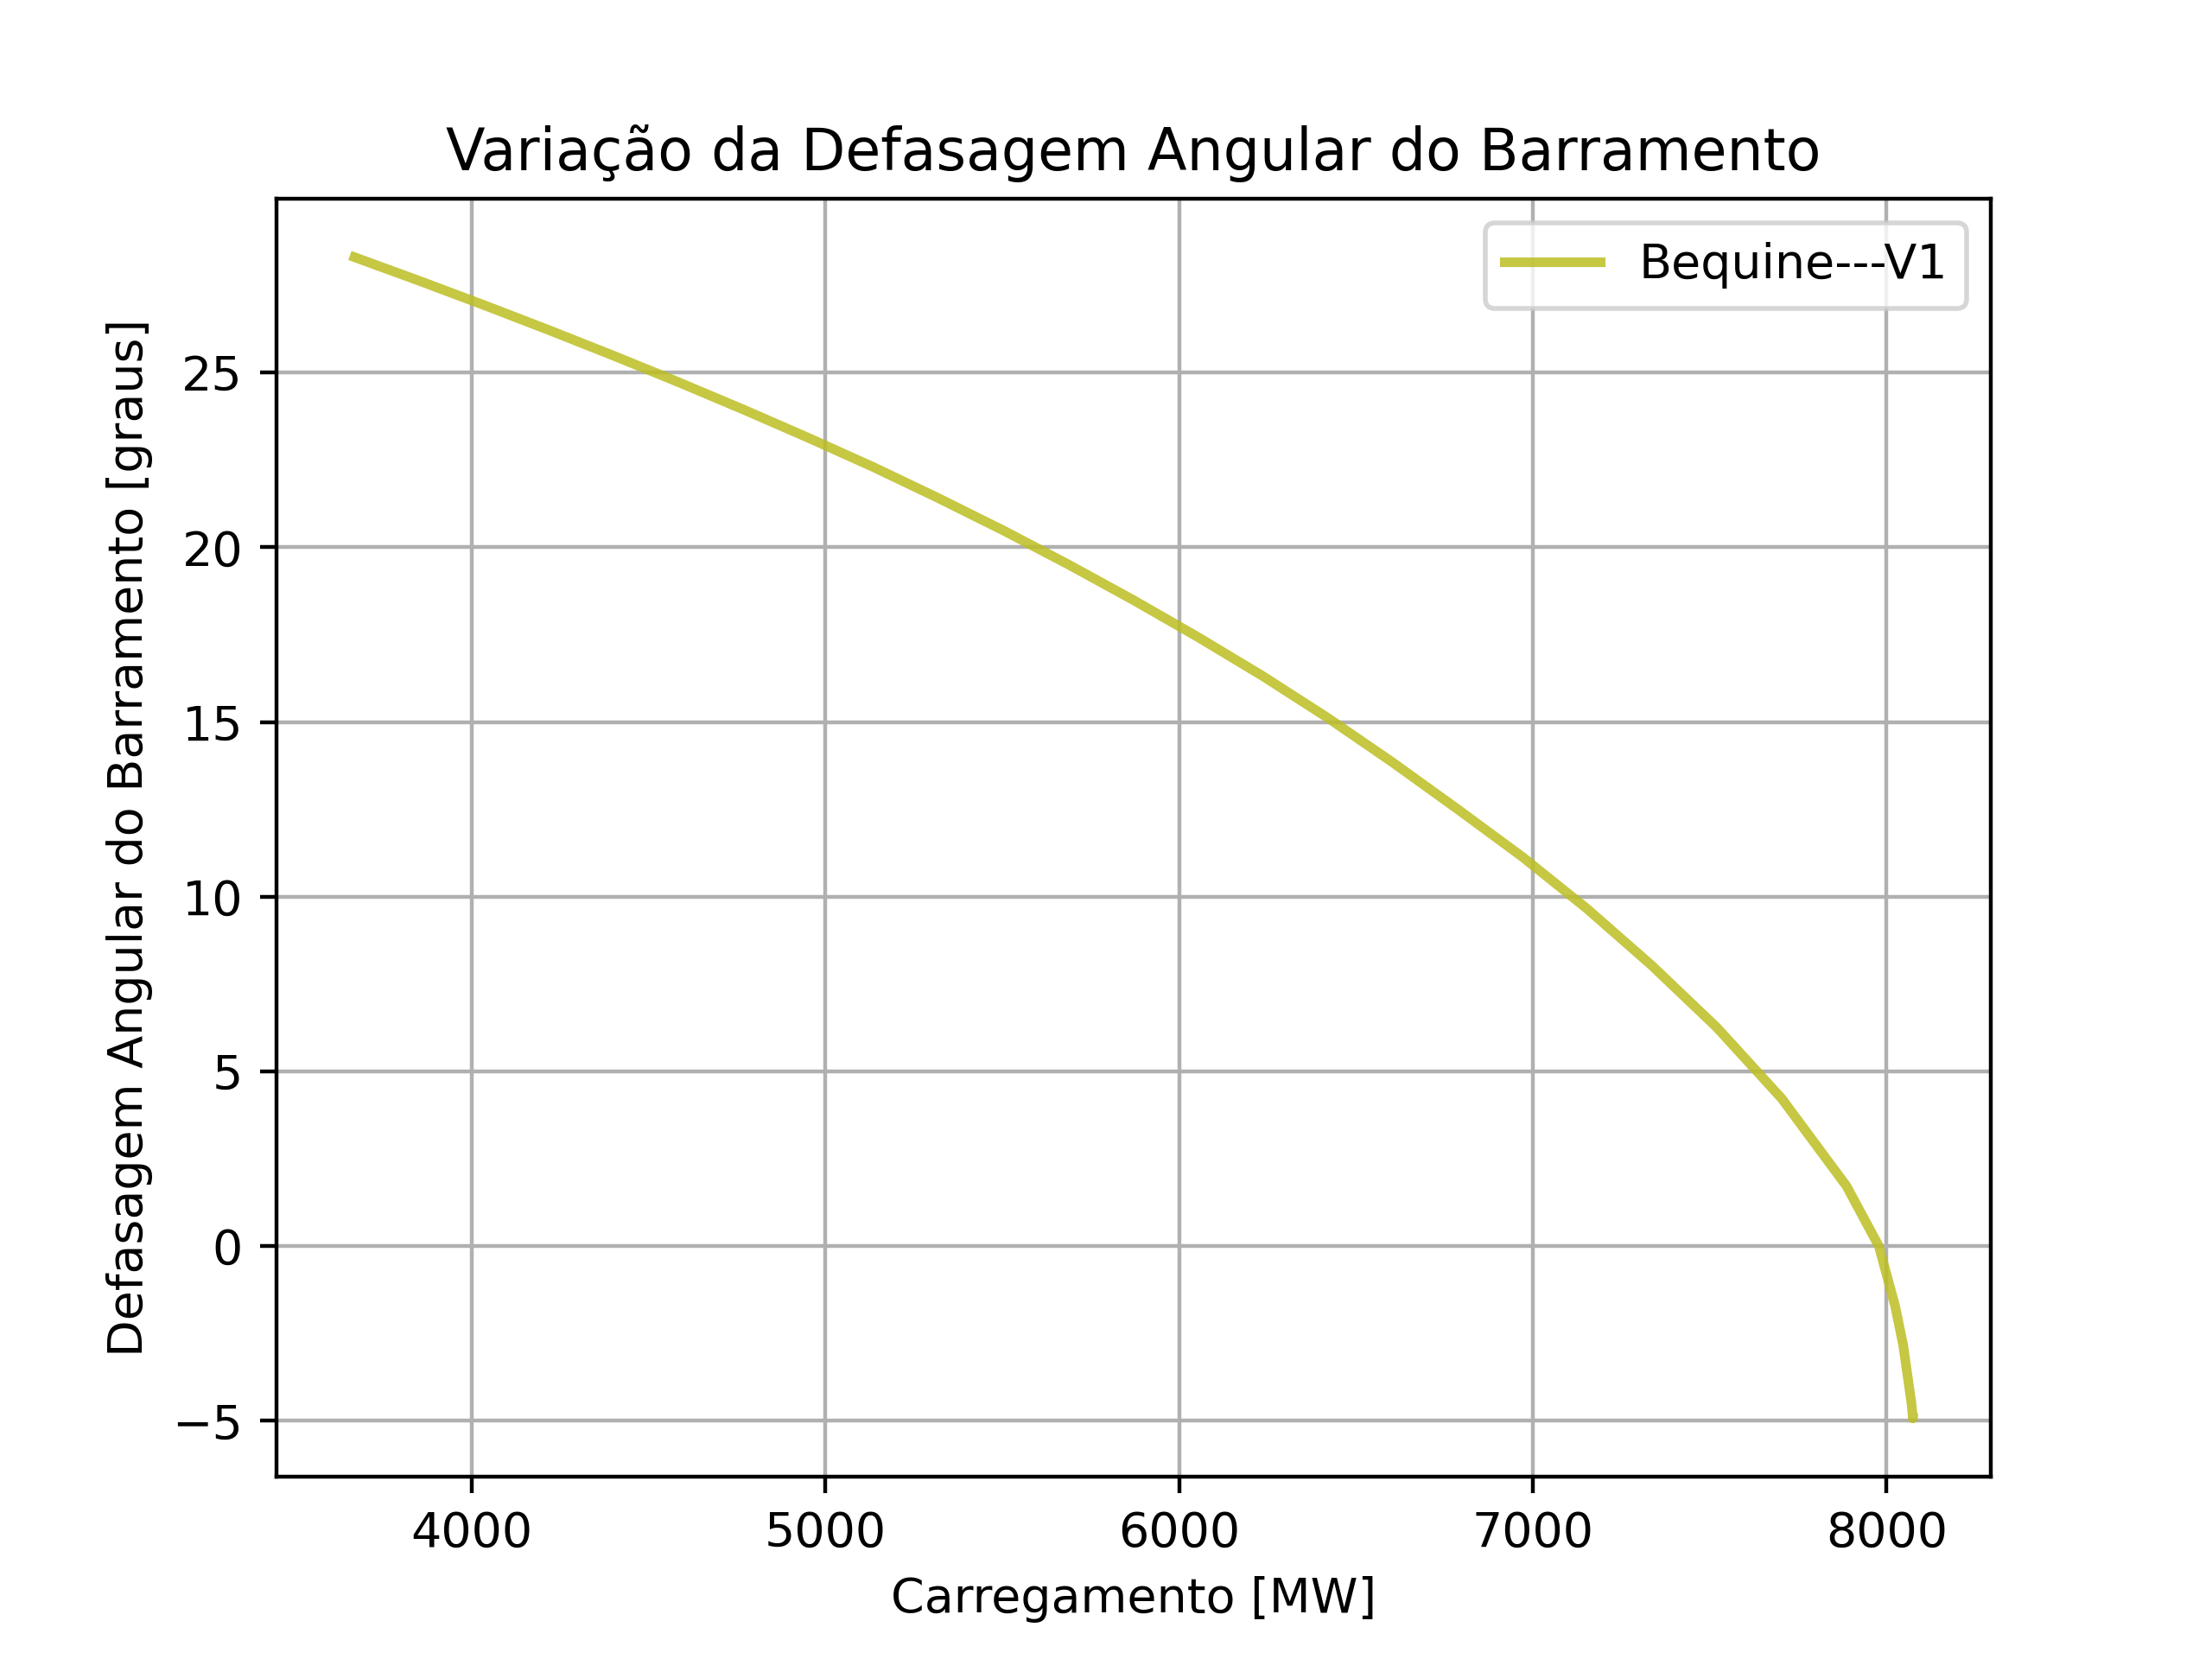 Variação da Defasagem Angular do Barramento
Bequine---V1
Defasagem Angular do Barramento [graus]
25
20
15
10
5
0
−5
4000 5000 6000 7000 8000
Carregamento [MW]